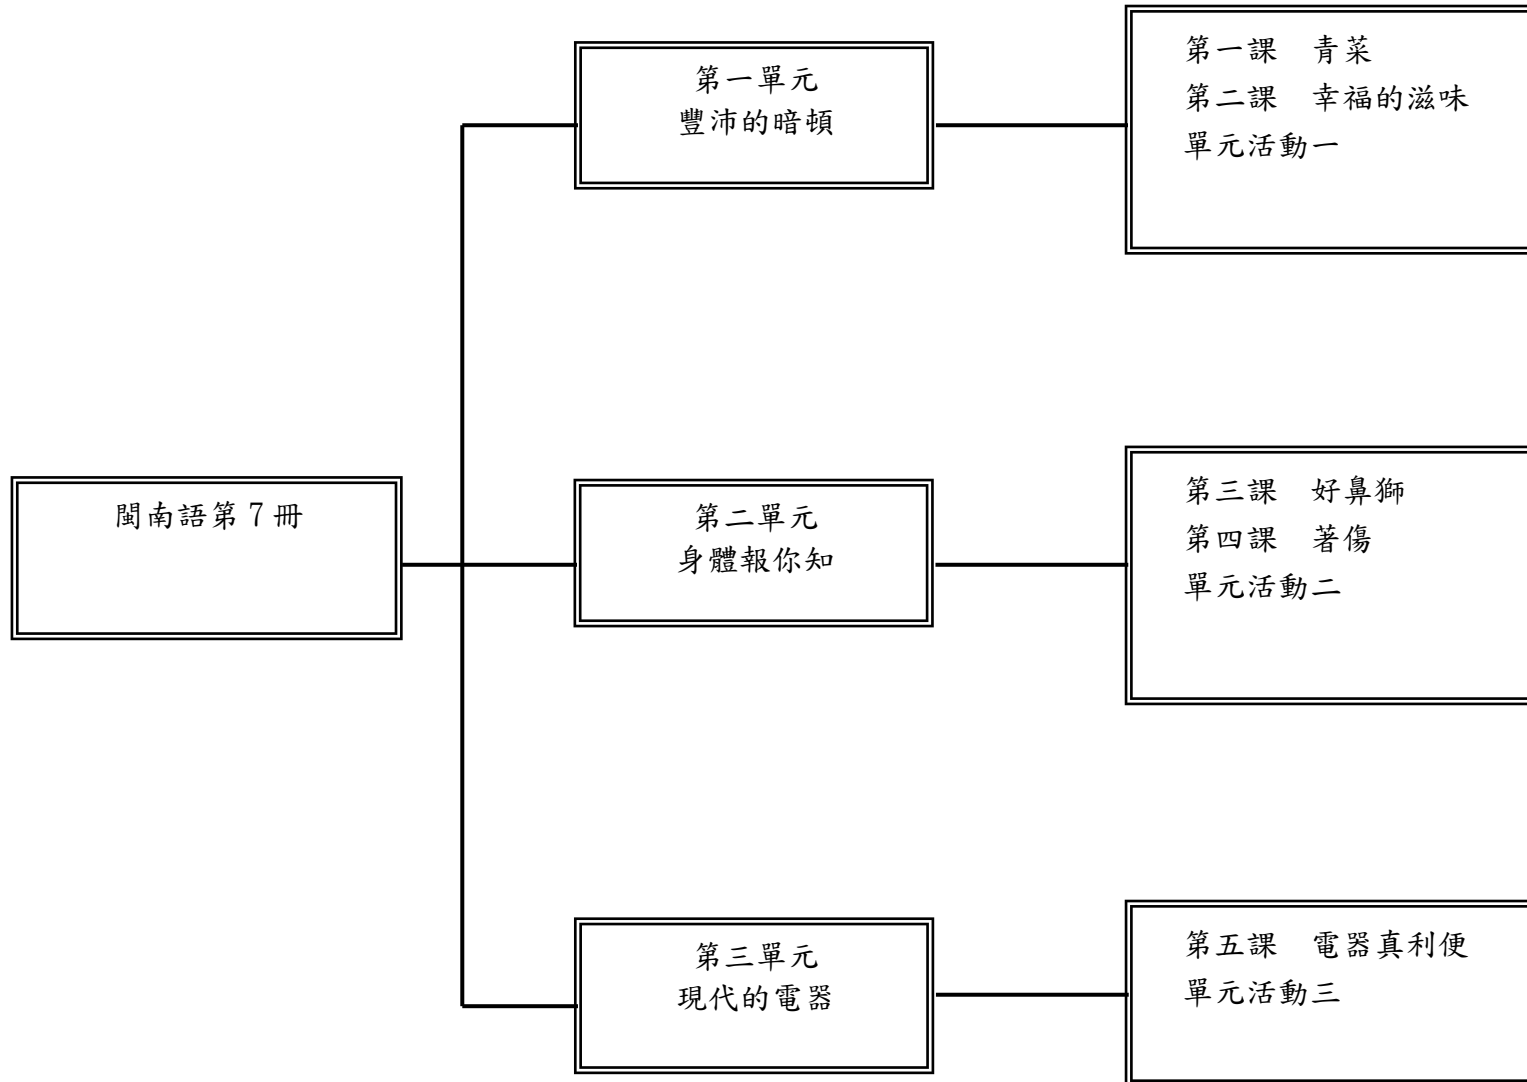 閩南語第7冊
第一單元
豐沛的暗頓
第一課　青菜
第二課　幸福的滋味
單元活動一
第二單元
身體報你知
第三課　好鼻獅
第四課　著傷
單元活動二
第三單元
現代的電器
第五課　電器真利便
單元活動三